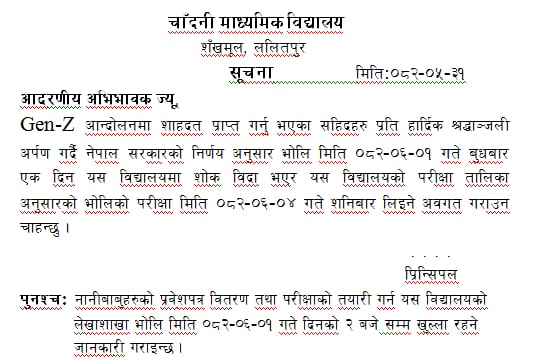 चाँदनी माध्यमिक विद्यालय
शँखमूल, ललितपुर
सूचना मिति:०८२-०५-३१
आदरणीय अभिभावक ज्यू,
Gen-Z आन्दोलनमा शाहदत प्राप्त गर्नु भएका सहिदहरु प्रति हार्दिक श्रद्धाञ्जली
अर्पण गर्दै नेपाल सरकारको निर्णय अनुसार भोलि मिति ०८२-०६-०१ गते बुधबार
एक दिन यस विद्यालयमा शोक विदा भएर यस विद्यालयको परीक्षा तालिका
अनुसारको भोलिको परीक्षा मिति ०८२-०६-०४ गते शनिबार लिइने अवगत गराउन
चाहन्छु ।
. . . .
प्रिन्सिपल
पुनश्च: नानीबाबुहरुको प्रवेशपत्र वितरण तथा परीक्षाको तयारी गर्न यस विद्यालयको
लेखाशाखा भोलि मिति ०८२-०६-०१ गते दिनको २ बजे सम्म खुल्ला रहने
जानकारी गराइन्छ ।